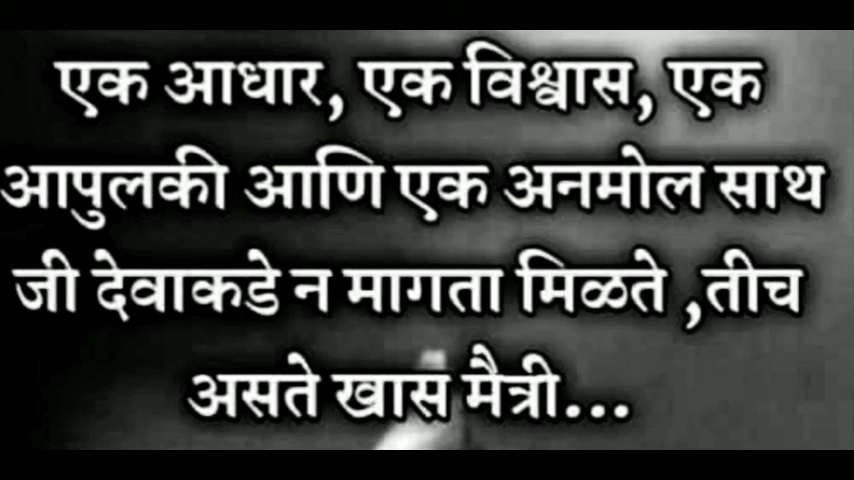 एक आधार, एक विश्वास, एक
आपुलकी आणि एक अनमोल साथ
जी देवाकडे न मागता मिळते ,तीच
असते खास मैत्री...